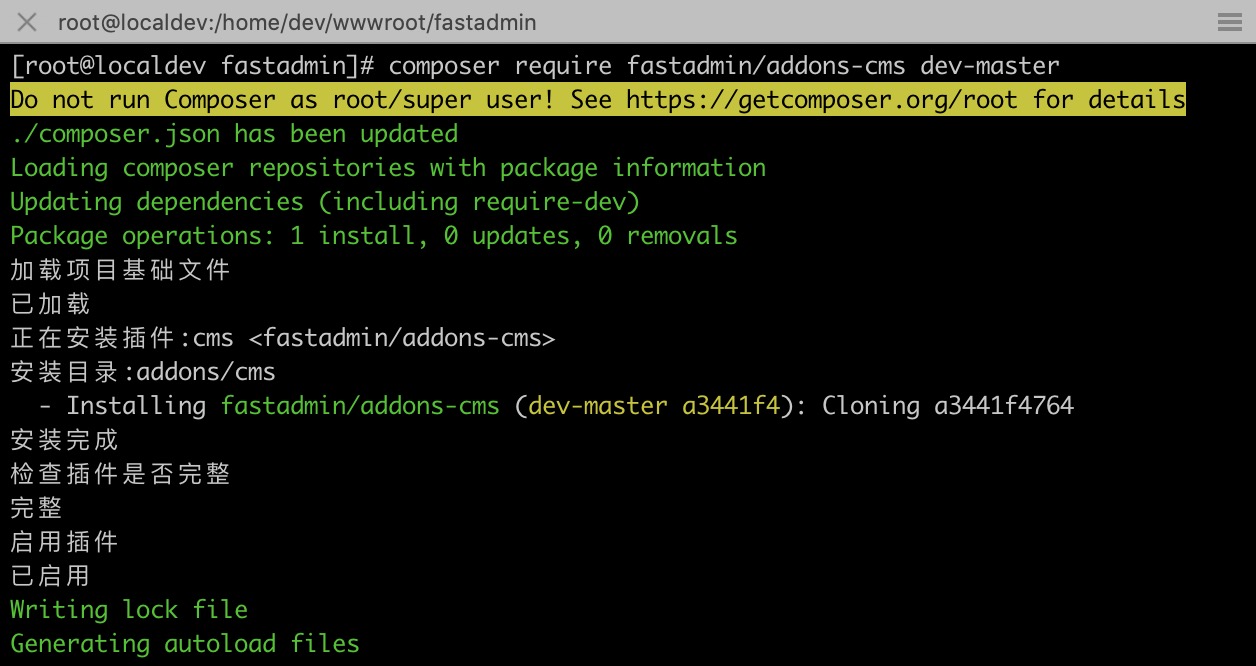 root@localdev:/home/dev/wwwroot/fastadmin
[root@localdev fastadmin]# composer require fastadmin/addons-cms dev-master
Do not run Composer as root/super user! See https://getcomposer.org/root for details
./composer.json has been updated
Loading composer repositories with package information
Updating dependencies (including require-dev)
Package operations: 1 install, 0 updates, 0 removals
加载项目基础文件
已加载
正在安装插件:cms <fastadmin/addons-cms>
安装目录:addons/cms
  - Installing fastadmin/addons-cms (dev-master a3441f4): Cloning a3441f4764
安装完成
检查插件是否完整
完整
启用插件
已启用
Writing lock file
Generating autoload files